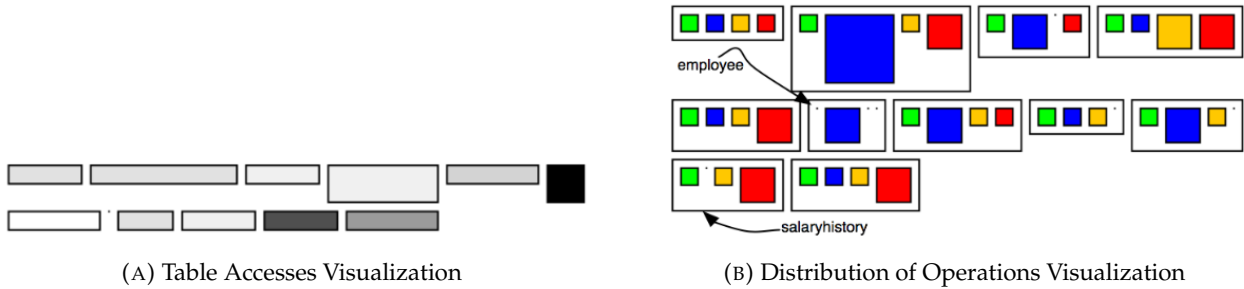 employee
salaryhistory
(A) Table Accesses Visualization
(B) Distribution of Operations Visualization